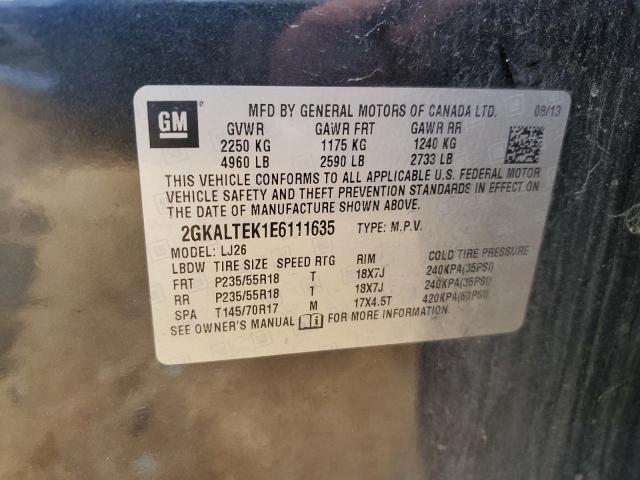 GM
MFD BY GENERAL MOTORS OF CANADA LTD. 08/13
GVWR GAWR FRT GAWR RR
2250 KG 1175 KG 1240 KG
4960 LB 2590 LB 2733 LB
THIS VEHICLE CONFORMS TO ALL APPLICABLE U.S. FEDERAL MOTOR
VEHICLE SAFETY AND THEFT PREVENTION STANDARDS IN EFFECT ON
THE DATE OF MANUFACTURE SHOWN ABOVE.
2GKALTEK1E6111635 TYPE: M.P.V.
MODEL: LJ26
LBDW TIRE SIZE SPEED RTG RIM COLD TIRE PRESSURE
FRT P235/55R18 T 18X7J 240KPA(35PSI)
RR P235/55R18 T 18X7J 240KPA(35PSI)
SPA T145/70R17 M 17X4.5T 420KPA(60PSI)
SEE OWNER'S MANUAL FOR MORE INFORMATION.